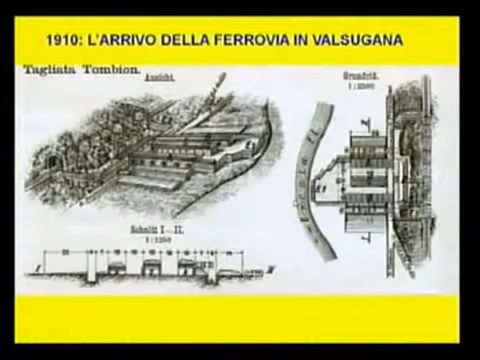 1910: L'ARRIVO DELLA FERROVIA IN VALSUGANA
Tagliata Tombion.
Ansicht.
Grundriß.
1:2500
Schnitt I—II.
1:1250